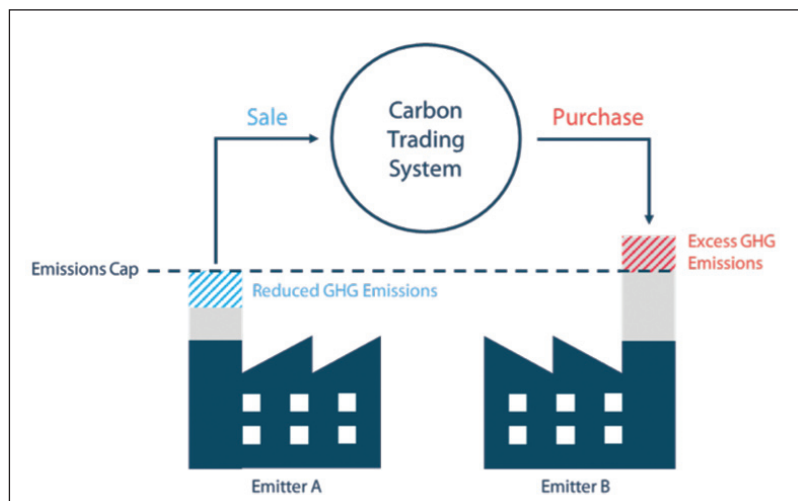 Carbon
Trading
System
Sale
Purchase
Excess GHG
Emissions
Emissions Cap
Reduced GHG Emissions
Emitter A
Emitter B